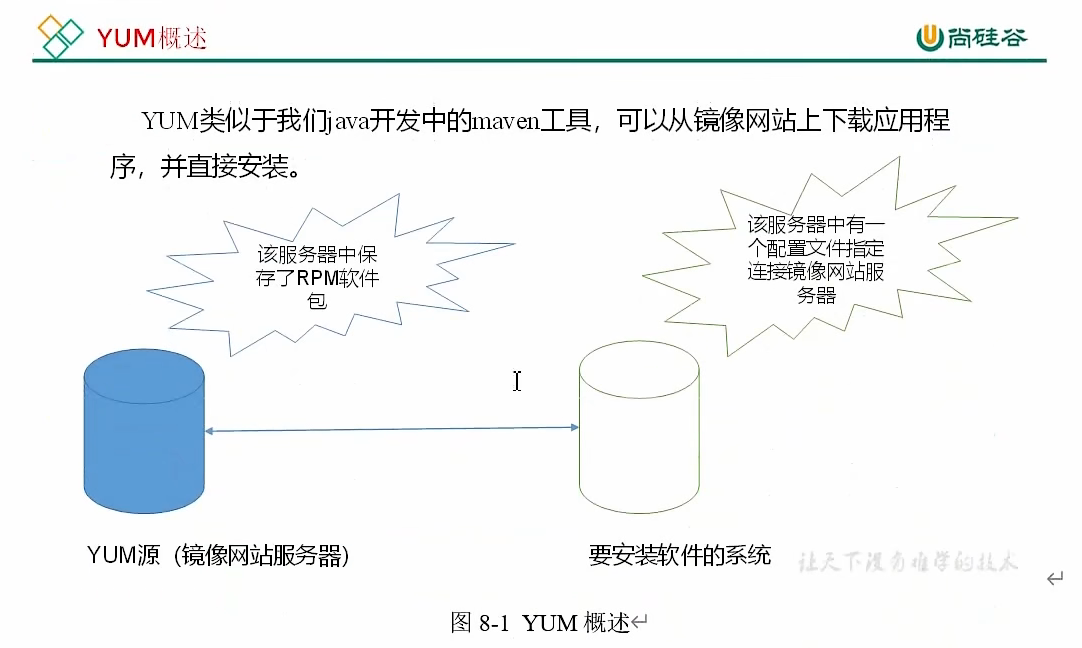 YUM概述
尚硅谷
YUM类似于我们java开发中的maven工具，可以从镜像网站上下载应用程
序，并直接安装。
该服务器中保
存了RPM软件
包
该服务器中有一
个配置文件指定
连接镜像网站服
务器
YUM源（镜像网站服务器）
要安装软件的系统
让天下没有难学的技术
图 8-1 YUM 概述